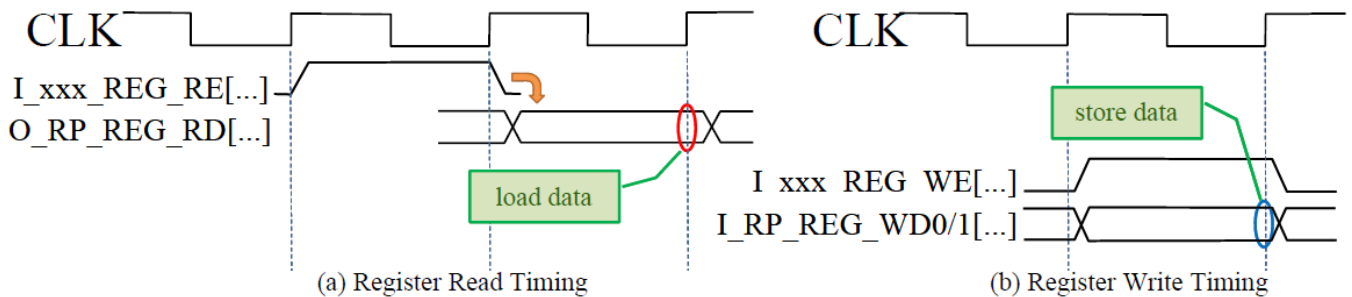 CLK
I_xxx_REG_RE[...]
O_RP_REG_RD[...]
load data
(a) Register Read Timing
CLK
store data
I xxx REG WE[...]
I_RP_REG_WD0/1[...]
(b) Register Write Timing